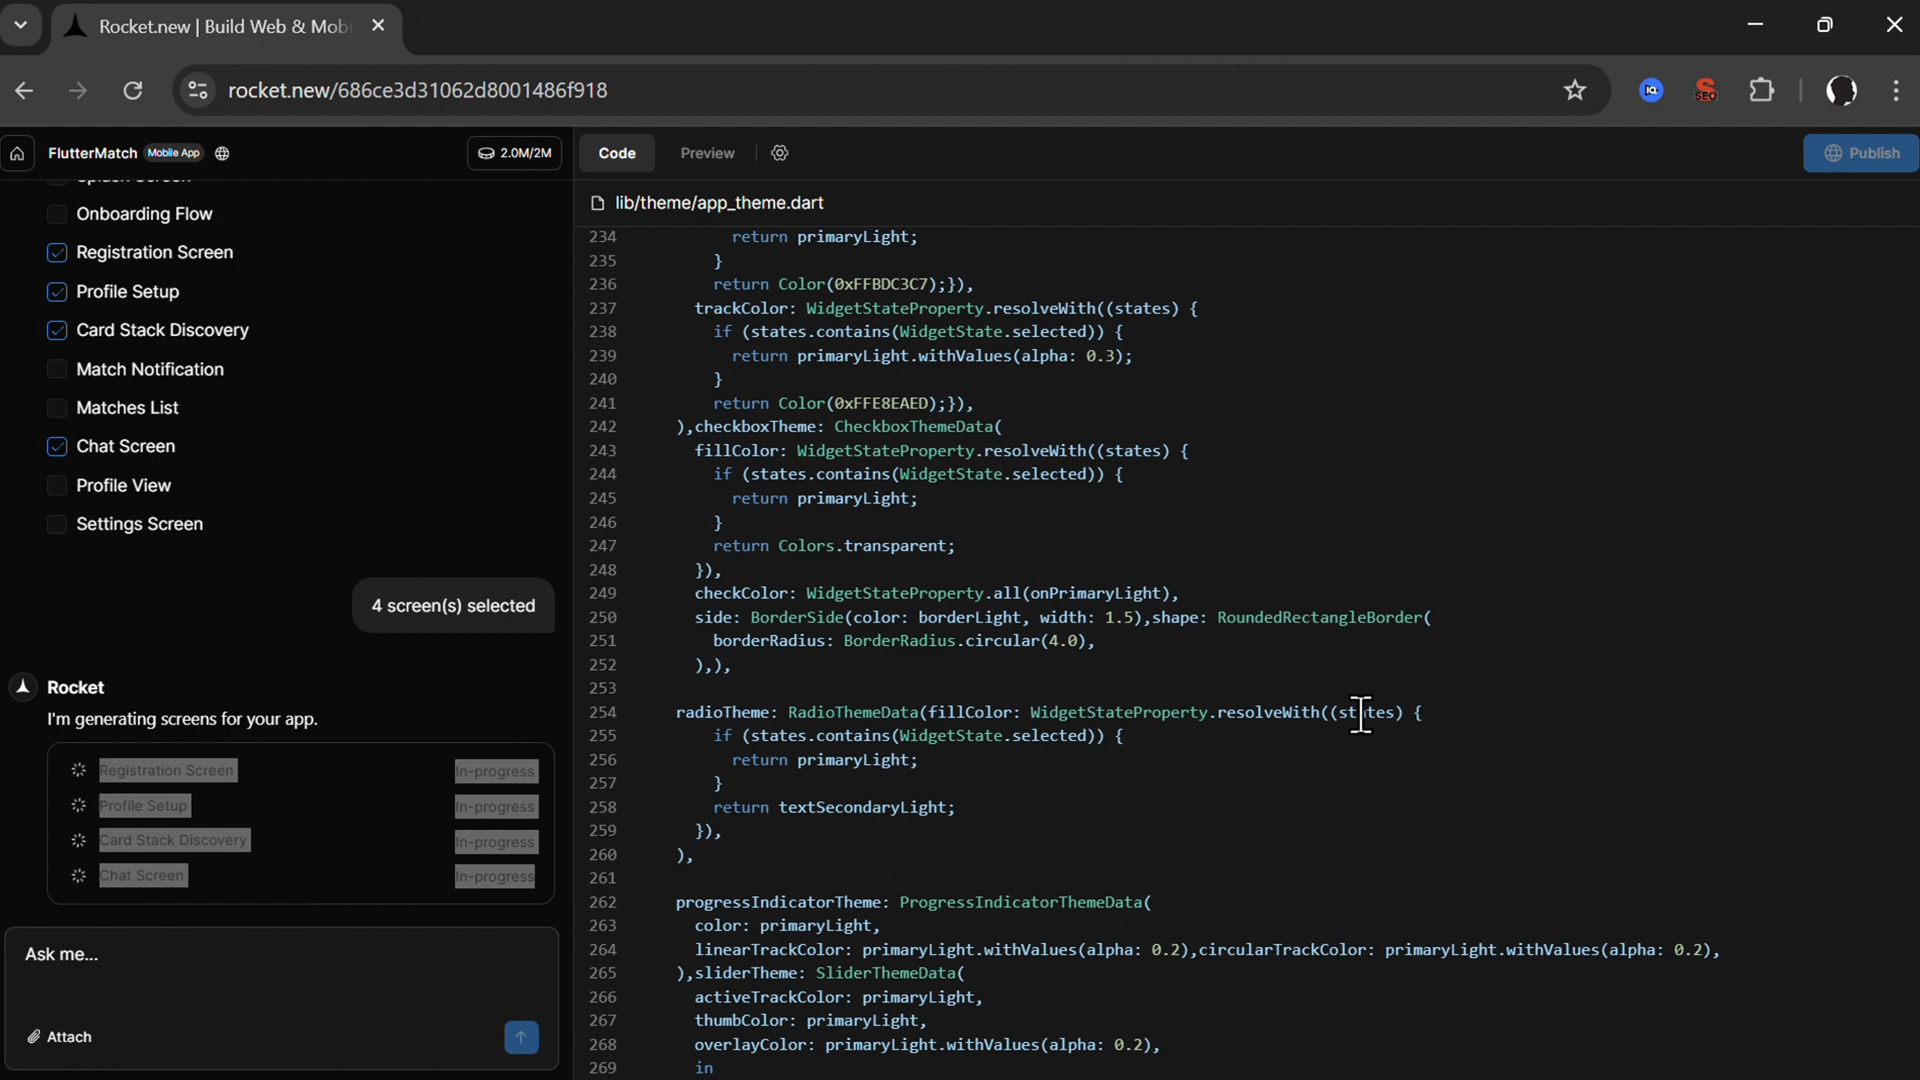 Rocket.new | Build Web & Mobi
rocket.new/686ce3d31062d8001486f918
IQ
SEO
FlutterMatch
Mobile App
2.0M/2M
Code
Preview
Publish
Splash Screen
Onboarding Flow
Registration Screen
Profile Setup
Card Stack Discovery
Match Notification
Matches List
Chat Screen
Profile View
Settings Screen
4 screen(s) selected
Rocket
I'm generating screens for your app.
Registration Screen In-progress
Profile Setup In-progress
Card Stack Discovery In-progress
Chat Screen In-progress
Ask me...
Attach
lib/theme/app_theme.dart
234 return primaryLight;
235 }
236 return Color(0xFFBDC3C7);}),
237 trackColor: WidgetStateProperty.resolveWith((states) {
238 if (states.contains(WidgetState.selected)) {
239 return primaryLight.withValues(alpha: 0.3);
240 }
241 return Color(0xFFE8EAED);}),
242 ),checkboxTheme: CheckboxThemeData(
243 fillColor: WidgetStateProperty.resolveWith((states) {
244 if (states.contains(WidgetState.selected)) {
245 return primaryLight;
246 }
247 return Colors.transparent;
248 }),
249 checkColor: WidgetStateProperty.all(onPrimaryLight),
250 side: BorderSide(color: borderLight, width: 1.5),shape: RoundedRectangleBorder(
251 borderRadius: BorderRadius.circular(4.0),
252 ),),
253
254 radioTheme: RadioThemeData(fillColor: WidgetStateProperty.resolveWith((states) {
255 if (states.contains(WidgetState.selected)) {
256 return primaryLight;
257 }
258 return textSecondaryLight;
259 }),
260 ),
261
262 progressIndicatorTheme: ProgressIndicatorThemeData(
263 color: primaryLight,
264 linearTrackColor: primaryLight.withValues(alpha: 0.2),circularTrackColor: primaryLight.withValues(alpha: 0.2),
265 ),sliderTheme: SliderThemeData(
266 activeTrackColor: primaryLight,
267 thumbColor: primaryLight,
268 overlayColor: primaryLight.withValues(alpha: 0.2),
269 in